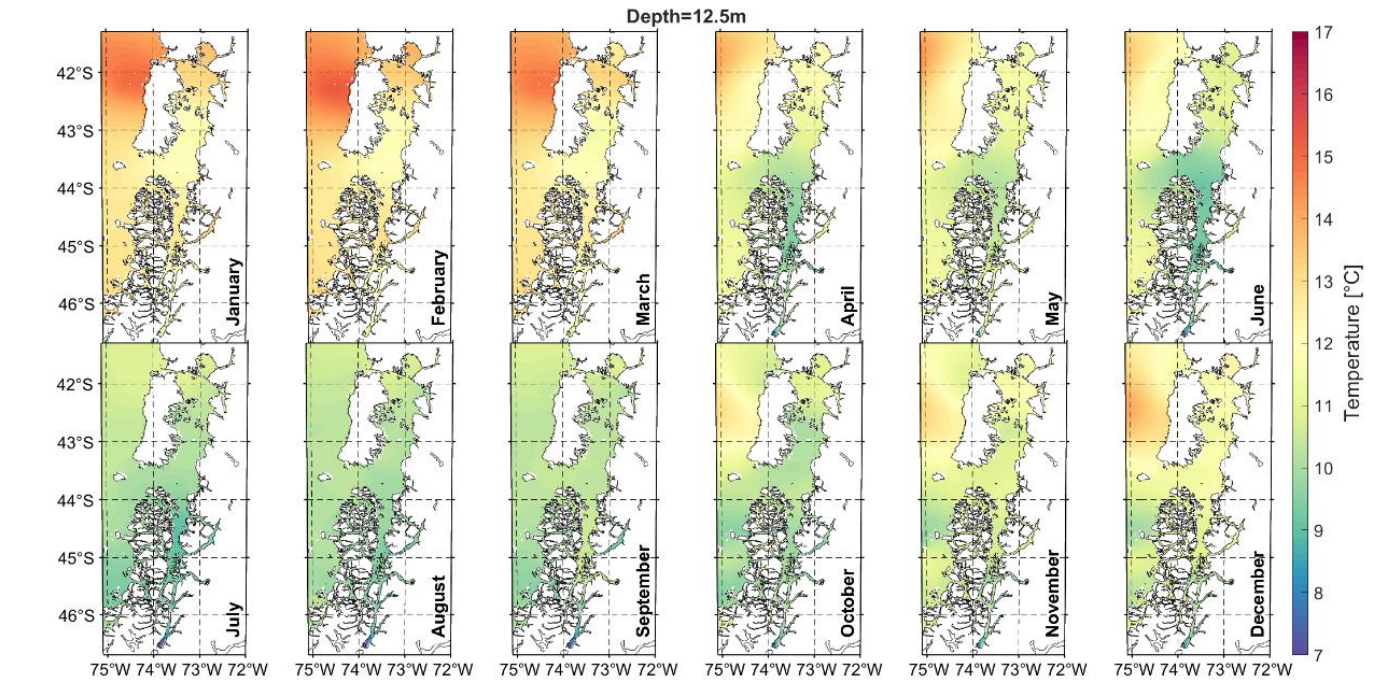 Depth=12.5m
42°S
43°S
44°S
45°S
46°S
January
February
March
April
May
June
42°S
43°S
44°S
45°S
46°S
July
August
September
October
November
December
75°W 74°W 73°W 72°W 75°W 74°W 73°W 72°W 75°W 74°W 73°W 72°W 75°W 74°W 73°W 72°W 75°W 74°W 73°W 72°W 75°W 74°W 73°W 72°W
17
16
15
14
13
12
11
10
9
8
7
Temperature [°C]